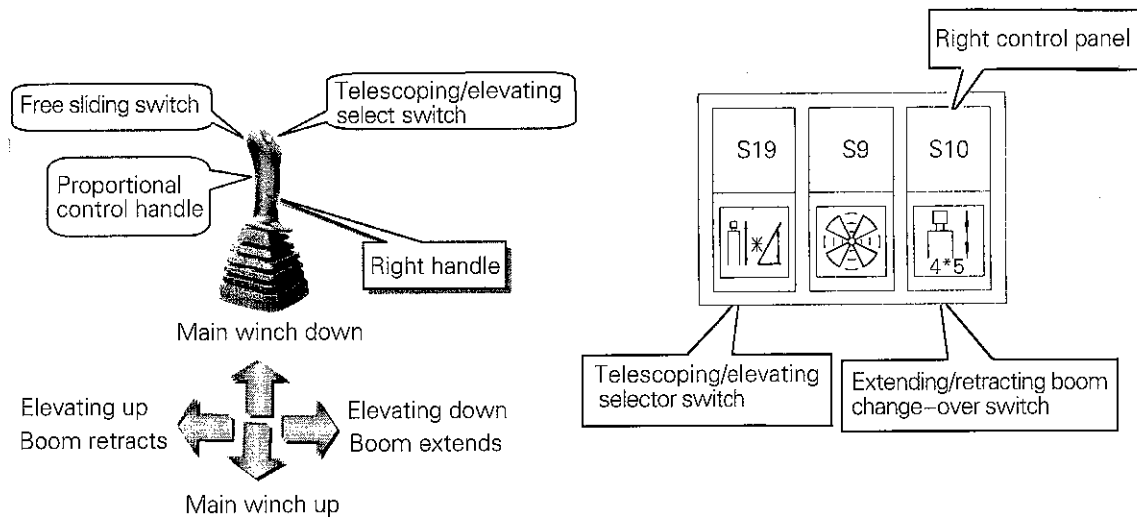 Right control panel
Free sliding switch
Telescoping/elevating
select switch
Proportional
control handle
Right handle
S19
S9
S10
4*5
Main winch down
Elevating up
Boom retracts
Elevating down
Boom extends
Main winch up
Telescoping/elevating
selector switch
Extending/retracting boom
change-over switch